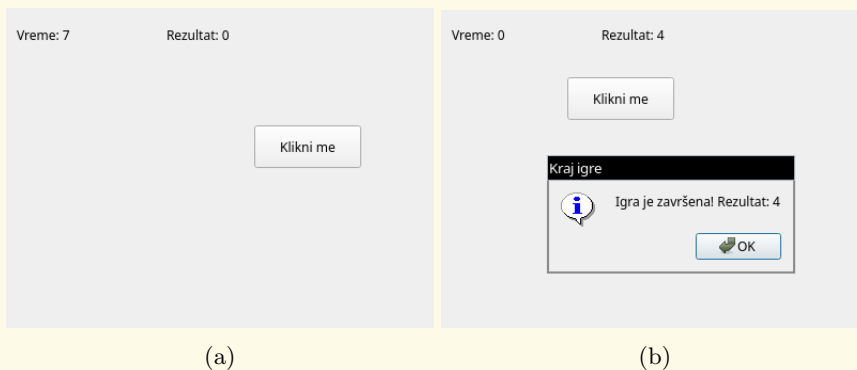 Vreme: 7 Rezultat: 0
Klikni me
(a)
Vreme: 0 Rezultat: 4
Klikni me
Kraj igre
Igra je završena! Rezultat: 4
OK
(b)